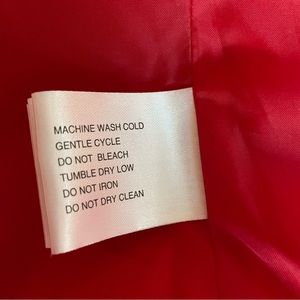 MACHINE WASH COLD
GENTLE CYCLE
DO NOT BLEACH
TUMBLE DRY LOW
DO NOT IRON
DO NOT DRY CLEAN